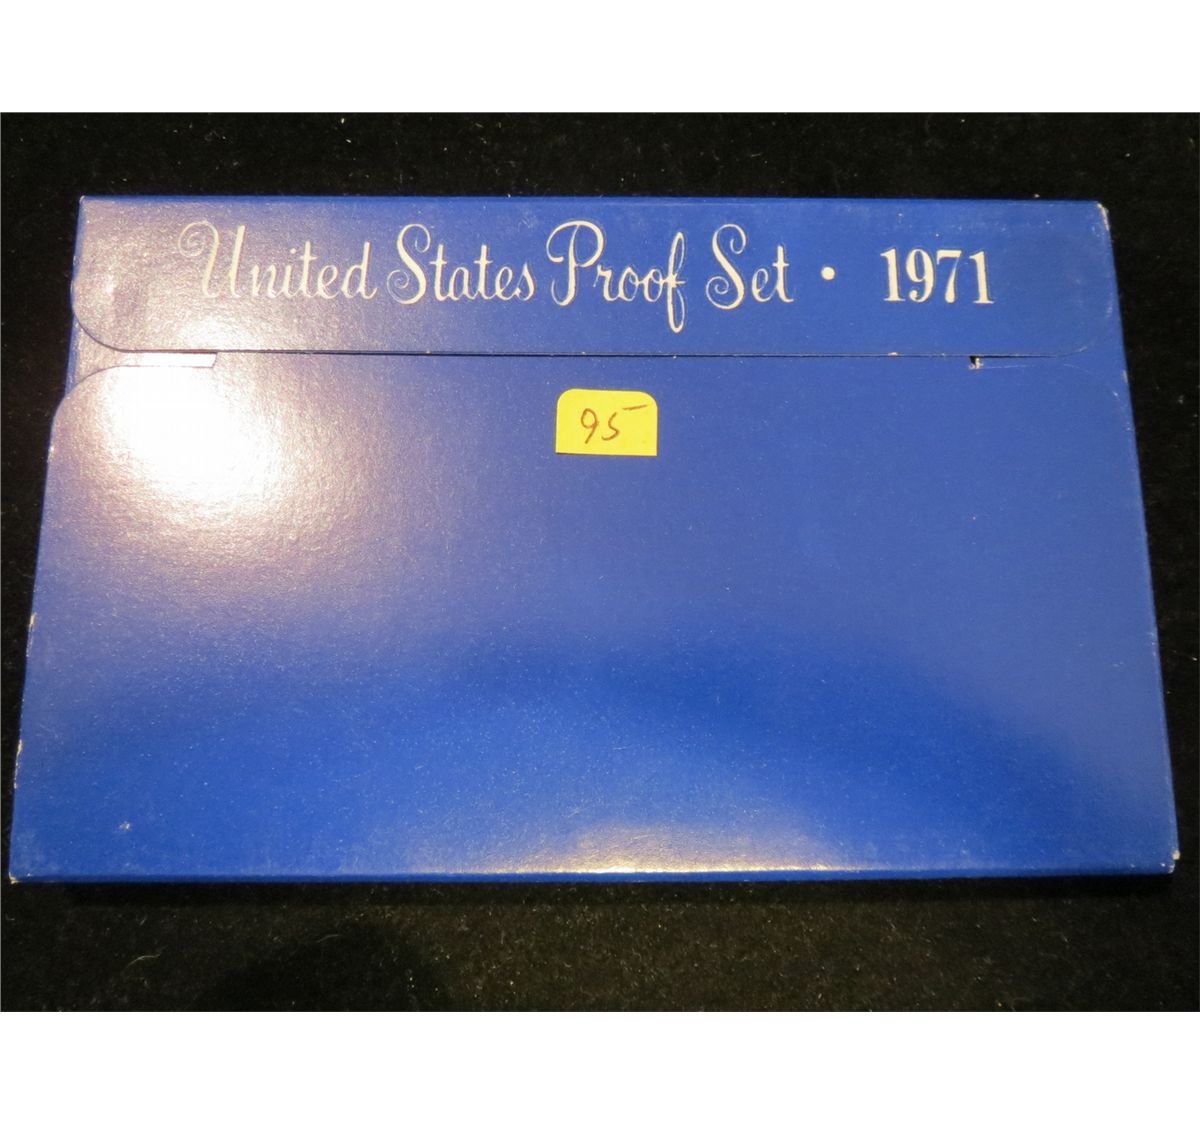 United States Proof Set • 1971
95